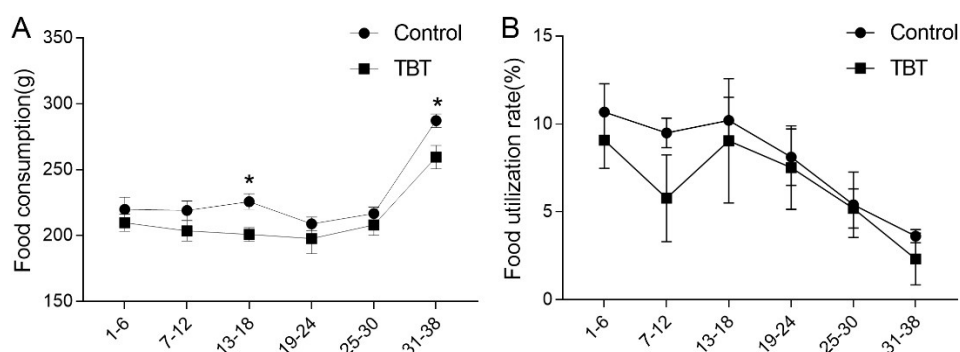 A
Food consumption(g)
350
300
250
200
150
Control
TBT
*
*
1-6
7-12
13-18
19-24
25-30
31-38
B
Food utilization rate(%)
15
10
5
0
Control
TBT
1-6
7-12
13-18
19-24
25-30
31-38